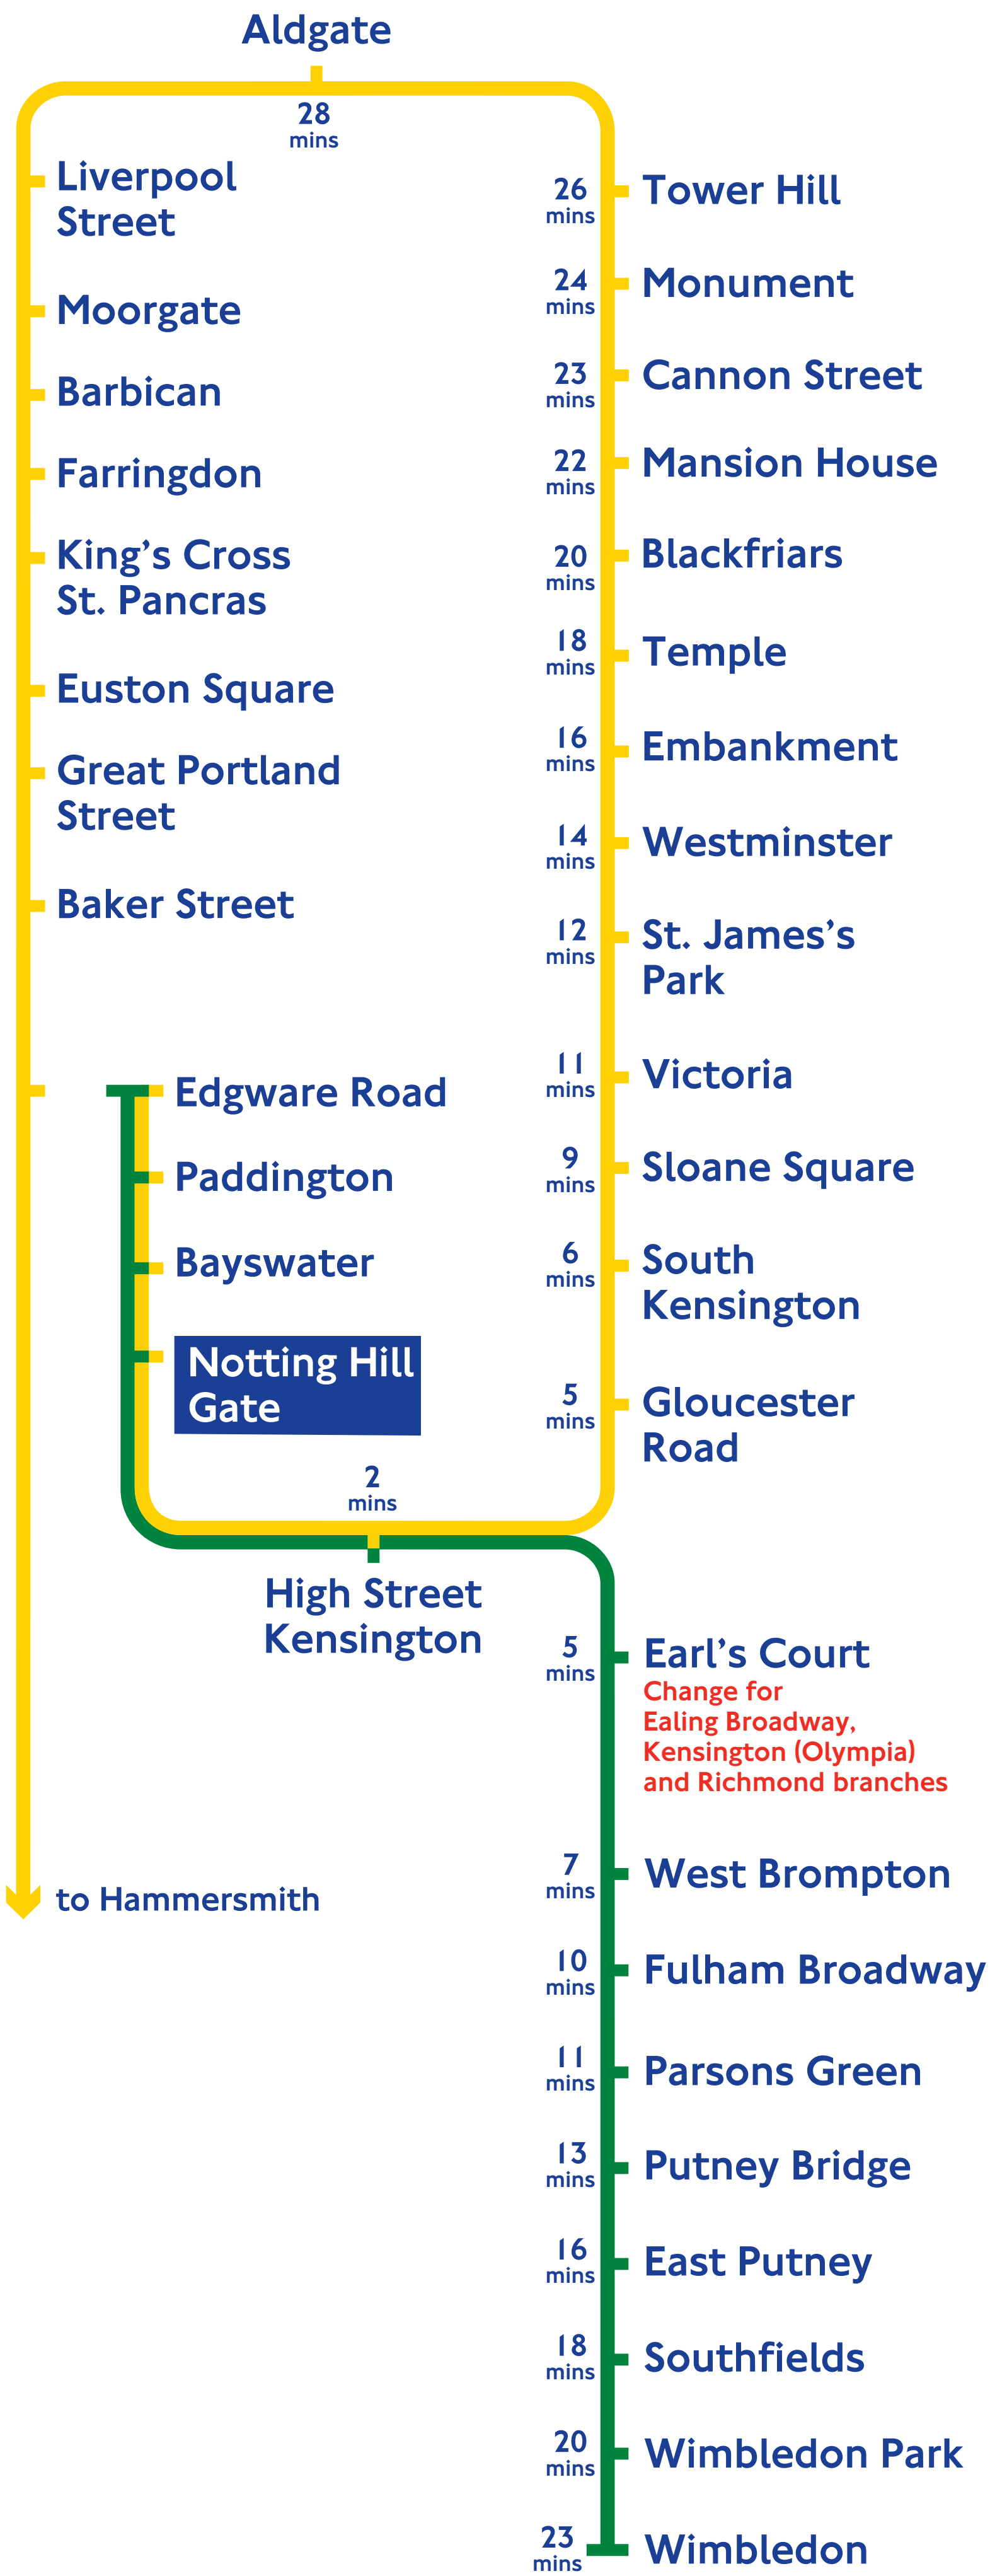 Aldgate
28
mins
Liverpool
Street
Moorgate
Barbican
Farringdon
King’s Cross
St. Pancras
Euston Square
Great Portland
Street
Baker Street
Edgware Road
Paddington
Bayswater
Notting Hill
Gate
to Hammersmith
26
mins
Tower Hill
24
mins
Monument
23
mins
Cannon Street
22
mins
Mansion House
20
mins
Blackfriars
18
mins
Temple
16
mins
Embankment
14
mins
Westminster
12
mins
St. James’s
Park
11
mins
Victoria
9
mins
Sloane Square
6
mins
South
Kensington
5
mins
Gloucester
Road
2
mins
High Street
Kensington
5
mins
Earl’s Court
Change for
Ealing Broadway,
Kensington (Olympia)
and Richmond branches
7
mins
West Brompton
10
mins
Fulham Broadway
11
mins
Parsons Green
13
mins
Putney Bridge
16
mins
East Putney
18
mins
Southfields
20
mins
Wimbledon Park
23
mins
Wimbledon